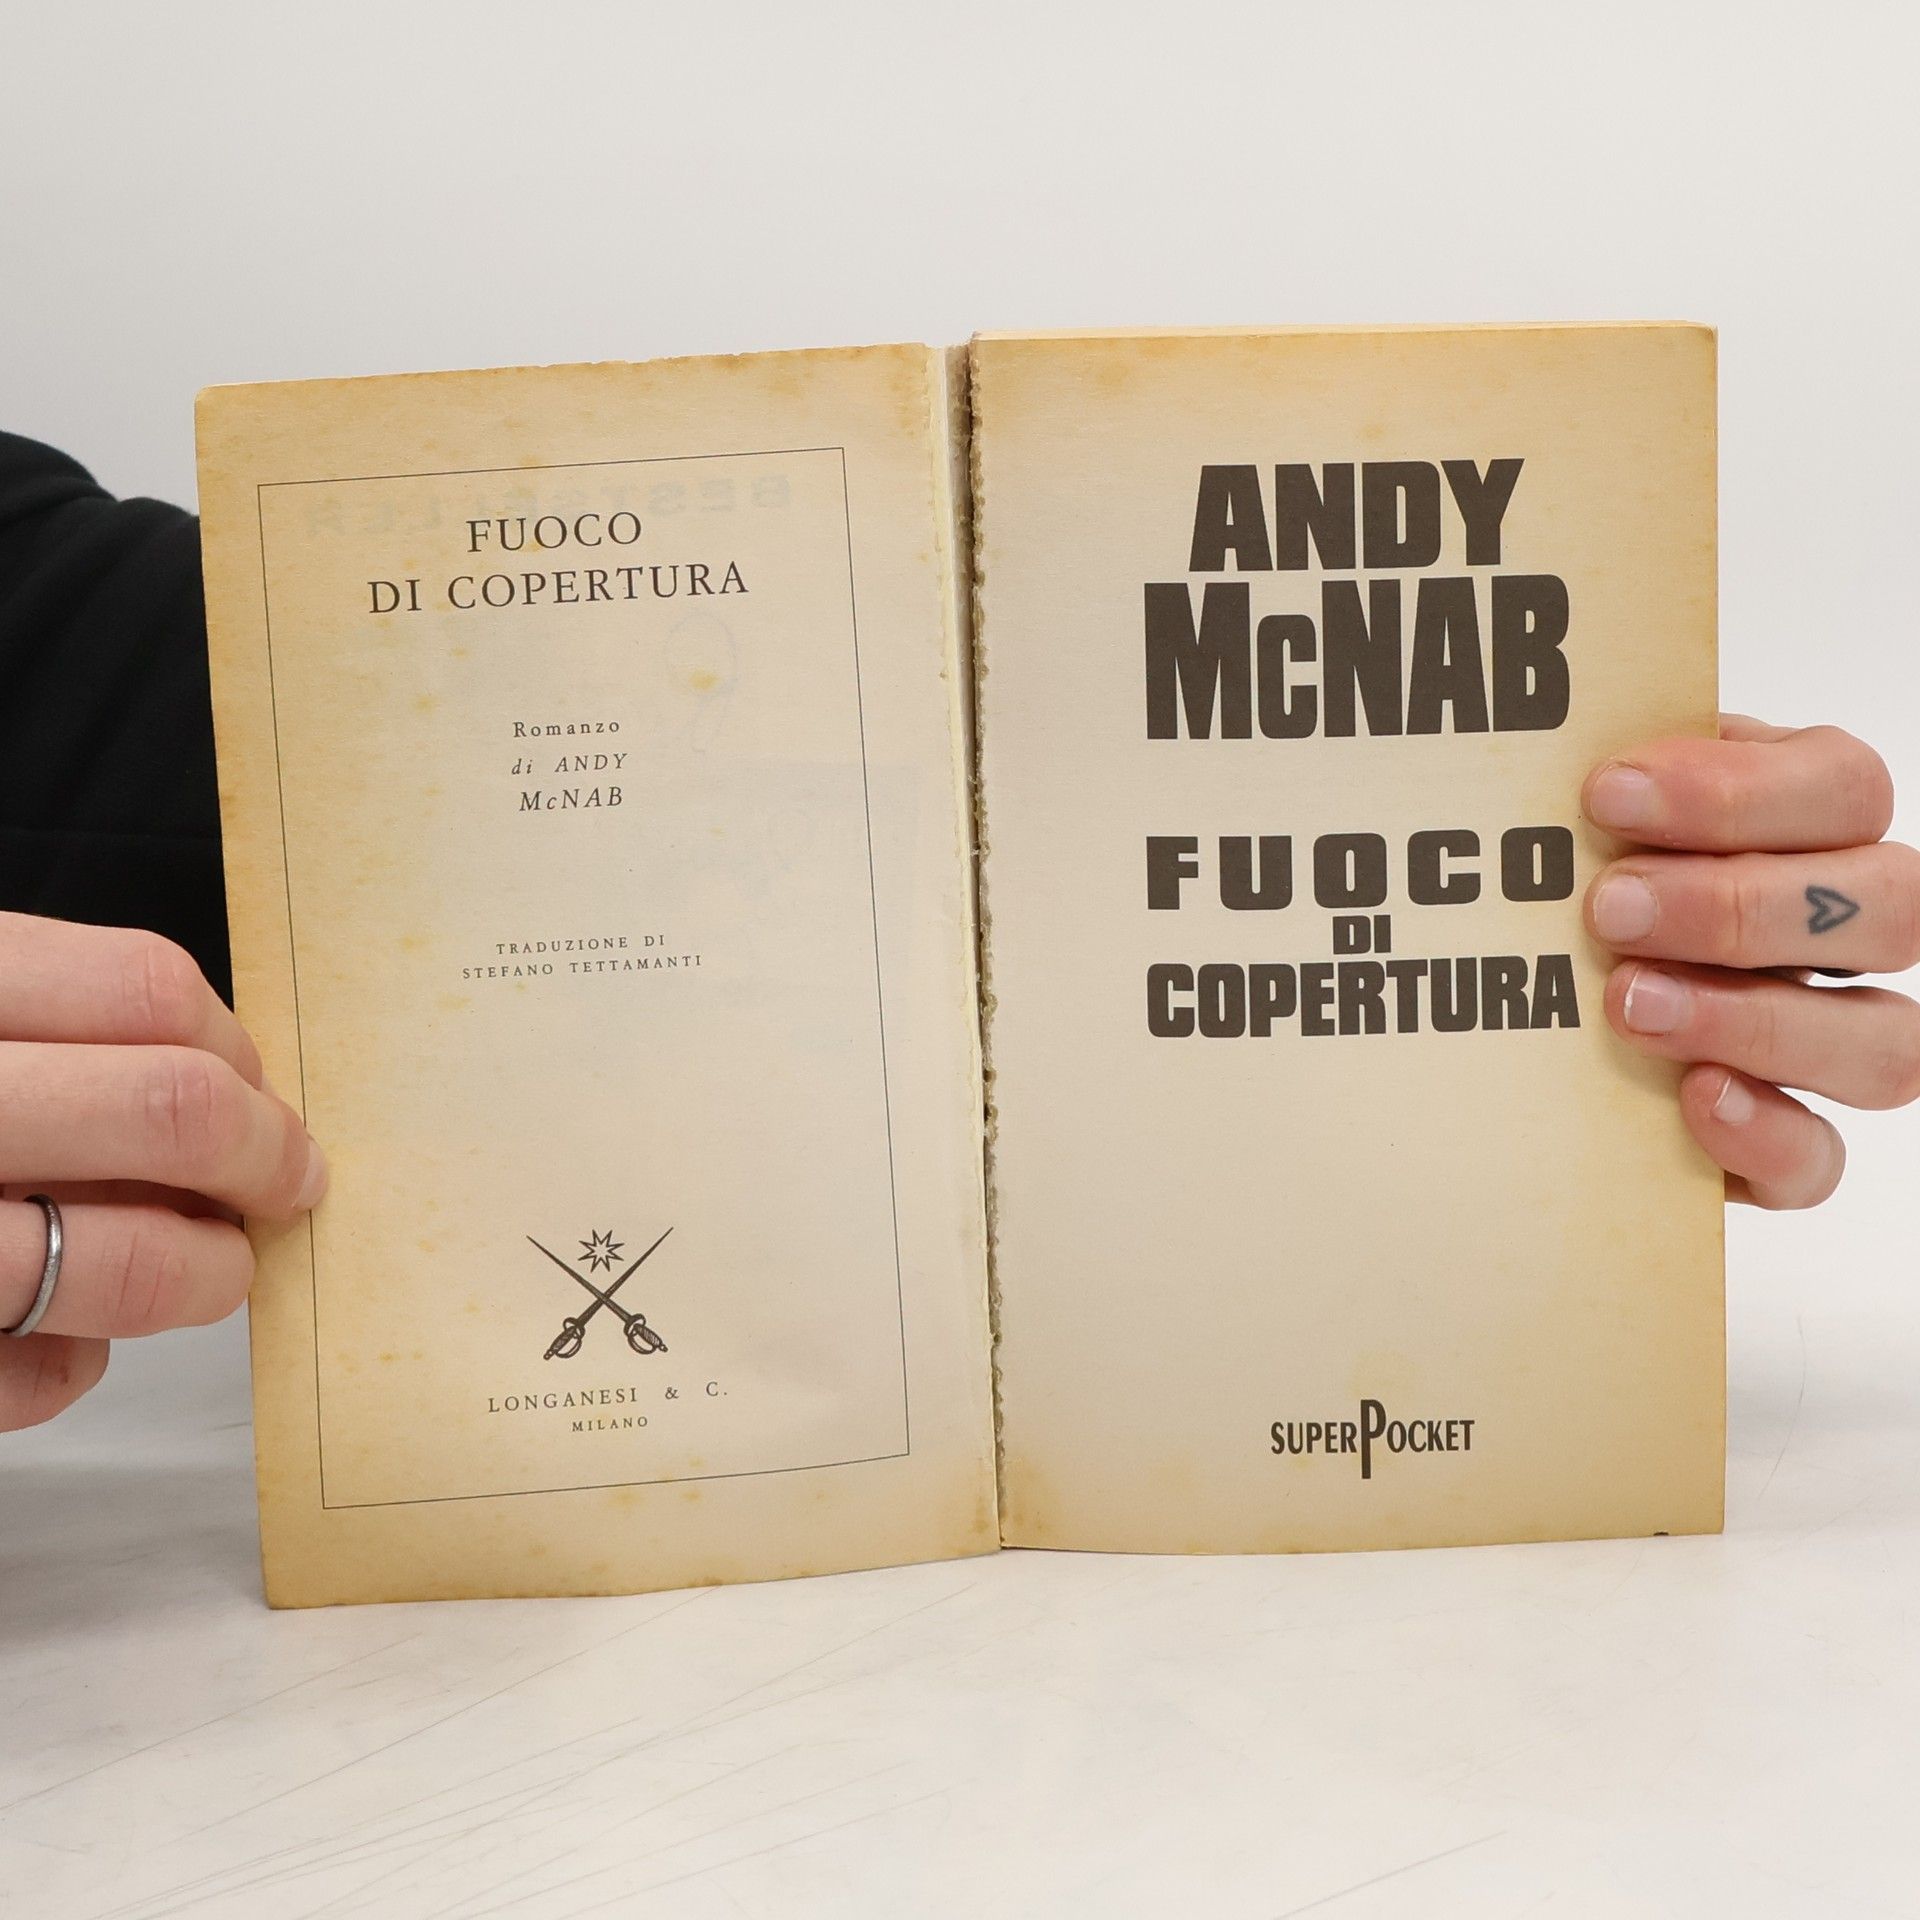 FUOCO
DI COPERTURA
Romanzo
di ANDY
McNAB
TRADUZIONE DI
STEFANO TETTAMANTI
LONGANESI & C.
MILANO
ANDY
McNAB
FUOCO
DI
COPERTURA
SUPERPOCKET